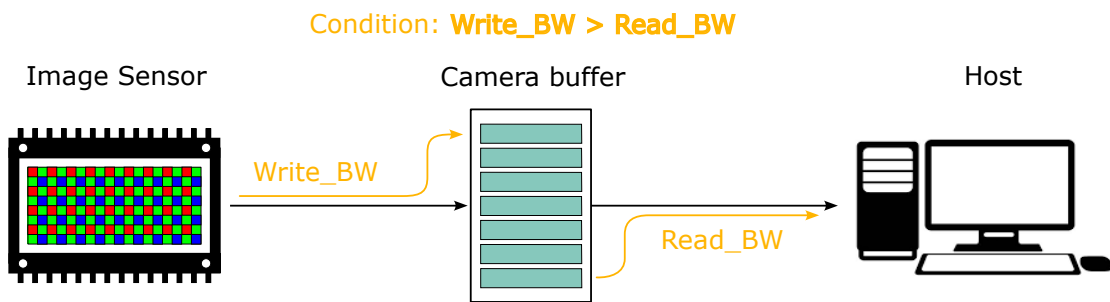 Condition: Write_BW > Read_BW
Image Sensor
Camera buffer
Host
Write_BW
Read_BW